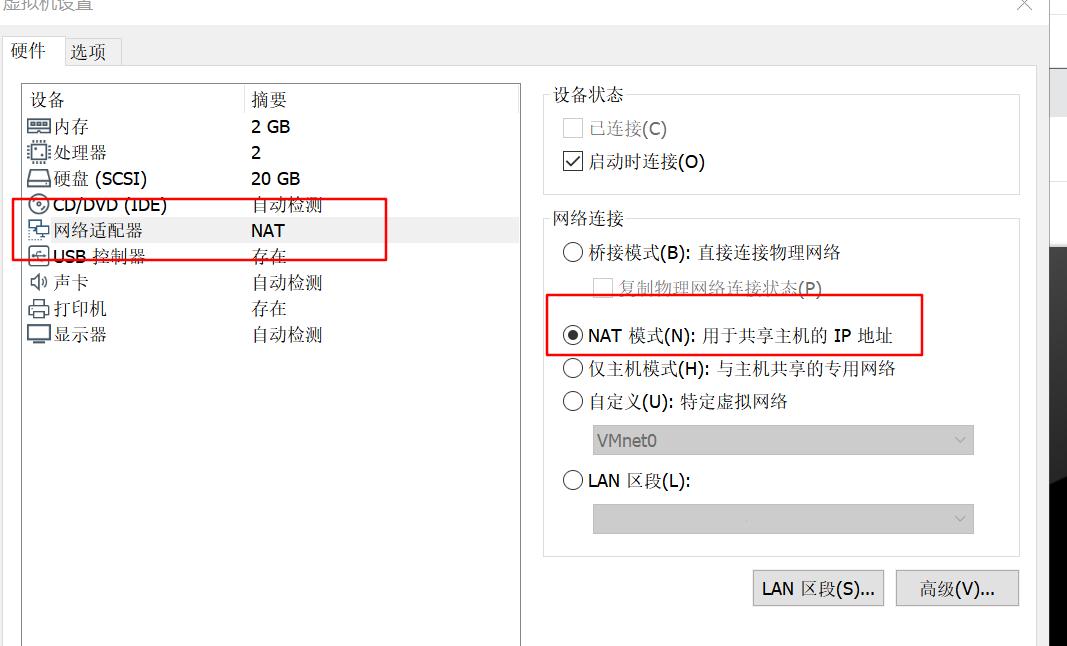 虚拟机设置
硬件 选项
设备 摘要
内存 2 GB
处理器 2
硬盘 (SCSI) 20 GB
CD/DVD (IDE) 自动检测
网络适配器 NAT
USB 控制器 存在
声卡 自动检测
打印机 存在
显示器 自动检测
设备状态
已连接(C)
启动时连接(O)
网络连接
桥接模式(B): 直接连接物理网络
复制物理网络连接状态(P)
NAT 模式(N): 用于共享主机的 IP 地址
仅主机模式(H): 与主机共享的专用网络
自定义(U): 特定虚拟网络
VMnet0
LAN 区段(L):
LAN 区段(S)... 高级(V)...